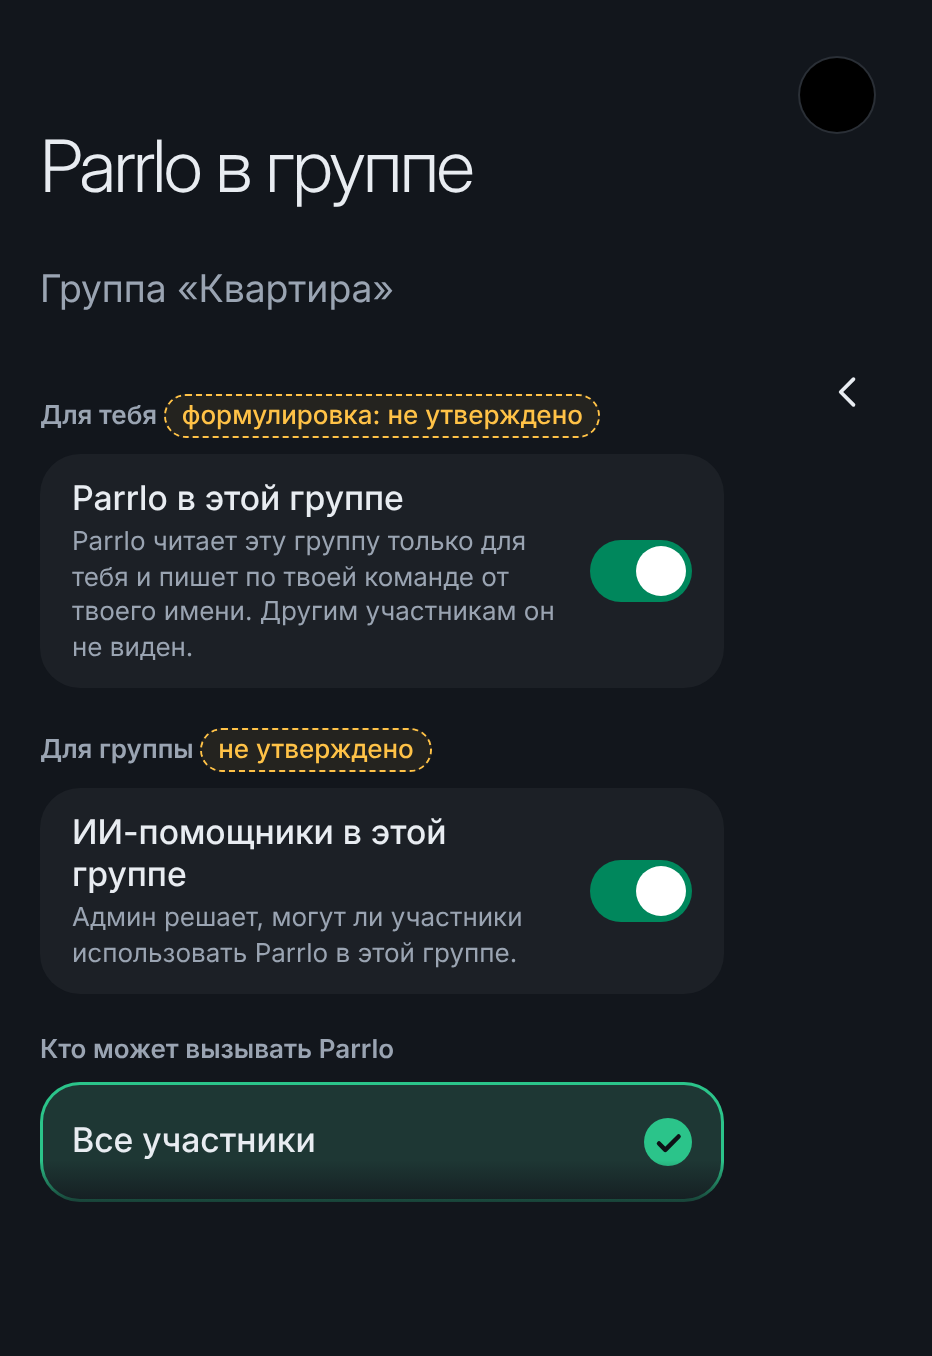 Parrlo в группе
Группа «Квартира»
Для тебя формулировка: не утверждено
Parrlo в этой группе
Parrlo читает эту группу только для
тебя и пишет по твоей команде от
твоего имени. Другим участникам он
не виден.
Для группы не утверждено
ИИ-помощники в этой
группе
Админ решает, могут ли участники
использовать Parrlo в этой группе.
Кто может вызывать Parrlo
Все участники